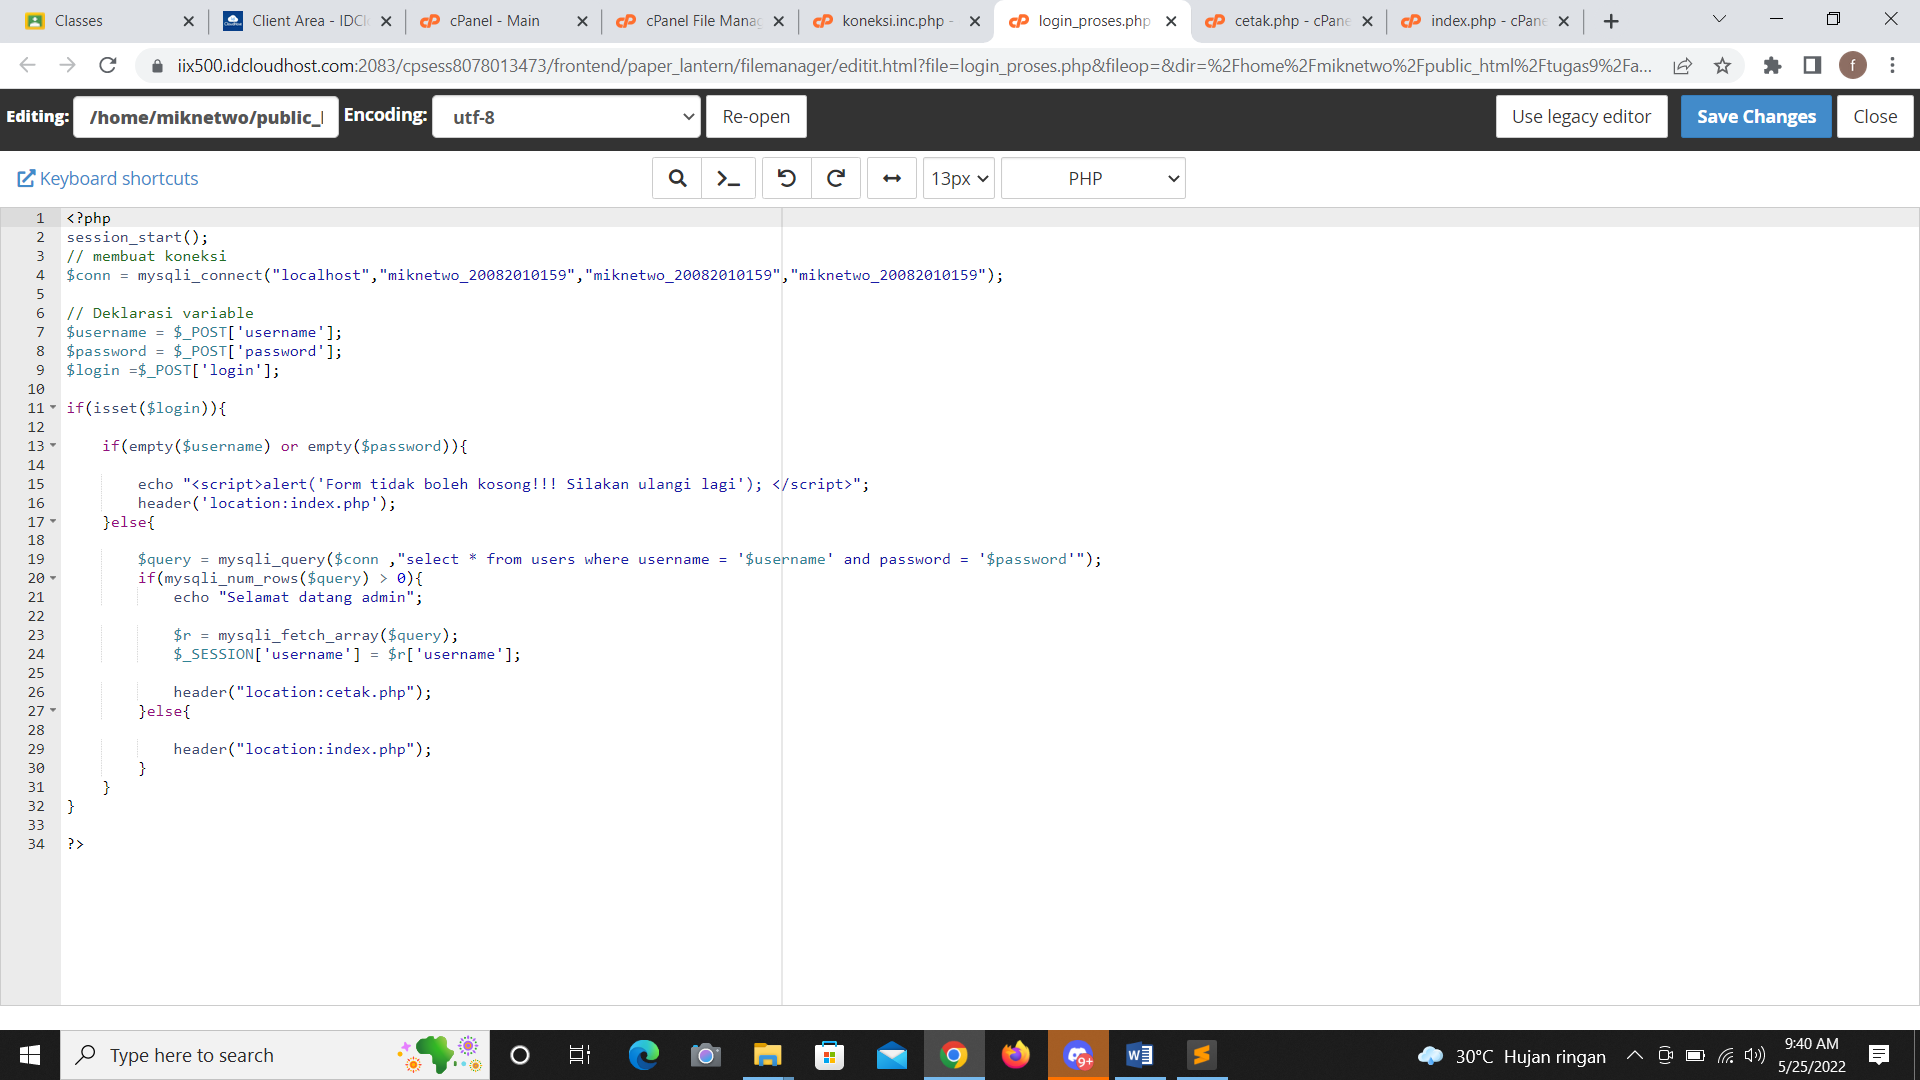 Classes
Client Area - IDCl
cPanel - Main
cPanel File Manag
koneksi.inc.php -
login_proses.php
cetak.php - cPane
index.php - cPane
iix500.idcloudhost.com:2083/cpsess8078013473/frontend/paper_lantern/filemanager/editit.html?file=login_proses.php&fileop=&dir=%2Fhome%2Fmiknetwo%2Fpublic_html%2Ftugas9%2Fa...
f
Editing: /home/miknetwo/public_l Encoding: utf-8 Re-open Use legacy editor Save Changes Close
Keyboard shortcuts
13px PHP
1 <?php
2 session_start();
3 // membuat koneksi
4 $conn = mysqli_connect("localhost","miknetwo_20082010159","miknetwo_20082010159","miknetwo_20082010159");
5
6 // Deklarasi variable
7 $username = $_POST['username'];
8 $password = $_POST['password'];
9 $login =$_POST['login'];
10
11 if(isset($login)){
12
13     if(empty($username) or empty($password)){
14
15         echo "<script>alert('Form tidak boleh kosong!!! Silakan ulangi lagi'); </script>";
16         header('location:index.php');
17     }else{
18
19         $query = mysqli_query($conn ,"select * from users where username = '$username' and password = '$password'");
20         if(mysqli_num_rows($query) > 0){
21             echo "Selamat datang admin";
22
23             $r = mysqli_fetch_array($query);
24             $_SESSION['username'] = $r['username'];
25
26             header("location:cetak.php");
27         }else{
28
29             header("location:index.php");
30         }
31     }
32 }
33
34 ?>
Type here to search
9+
30°C Hujan ringan
9:40 AM
5/25/2022